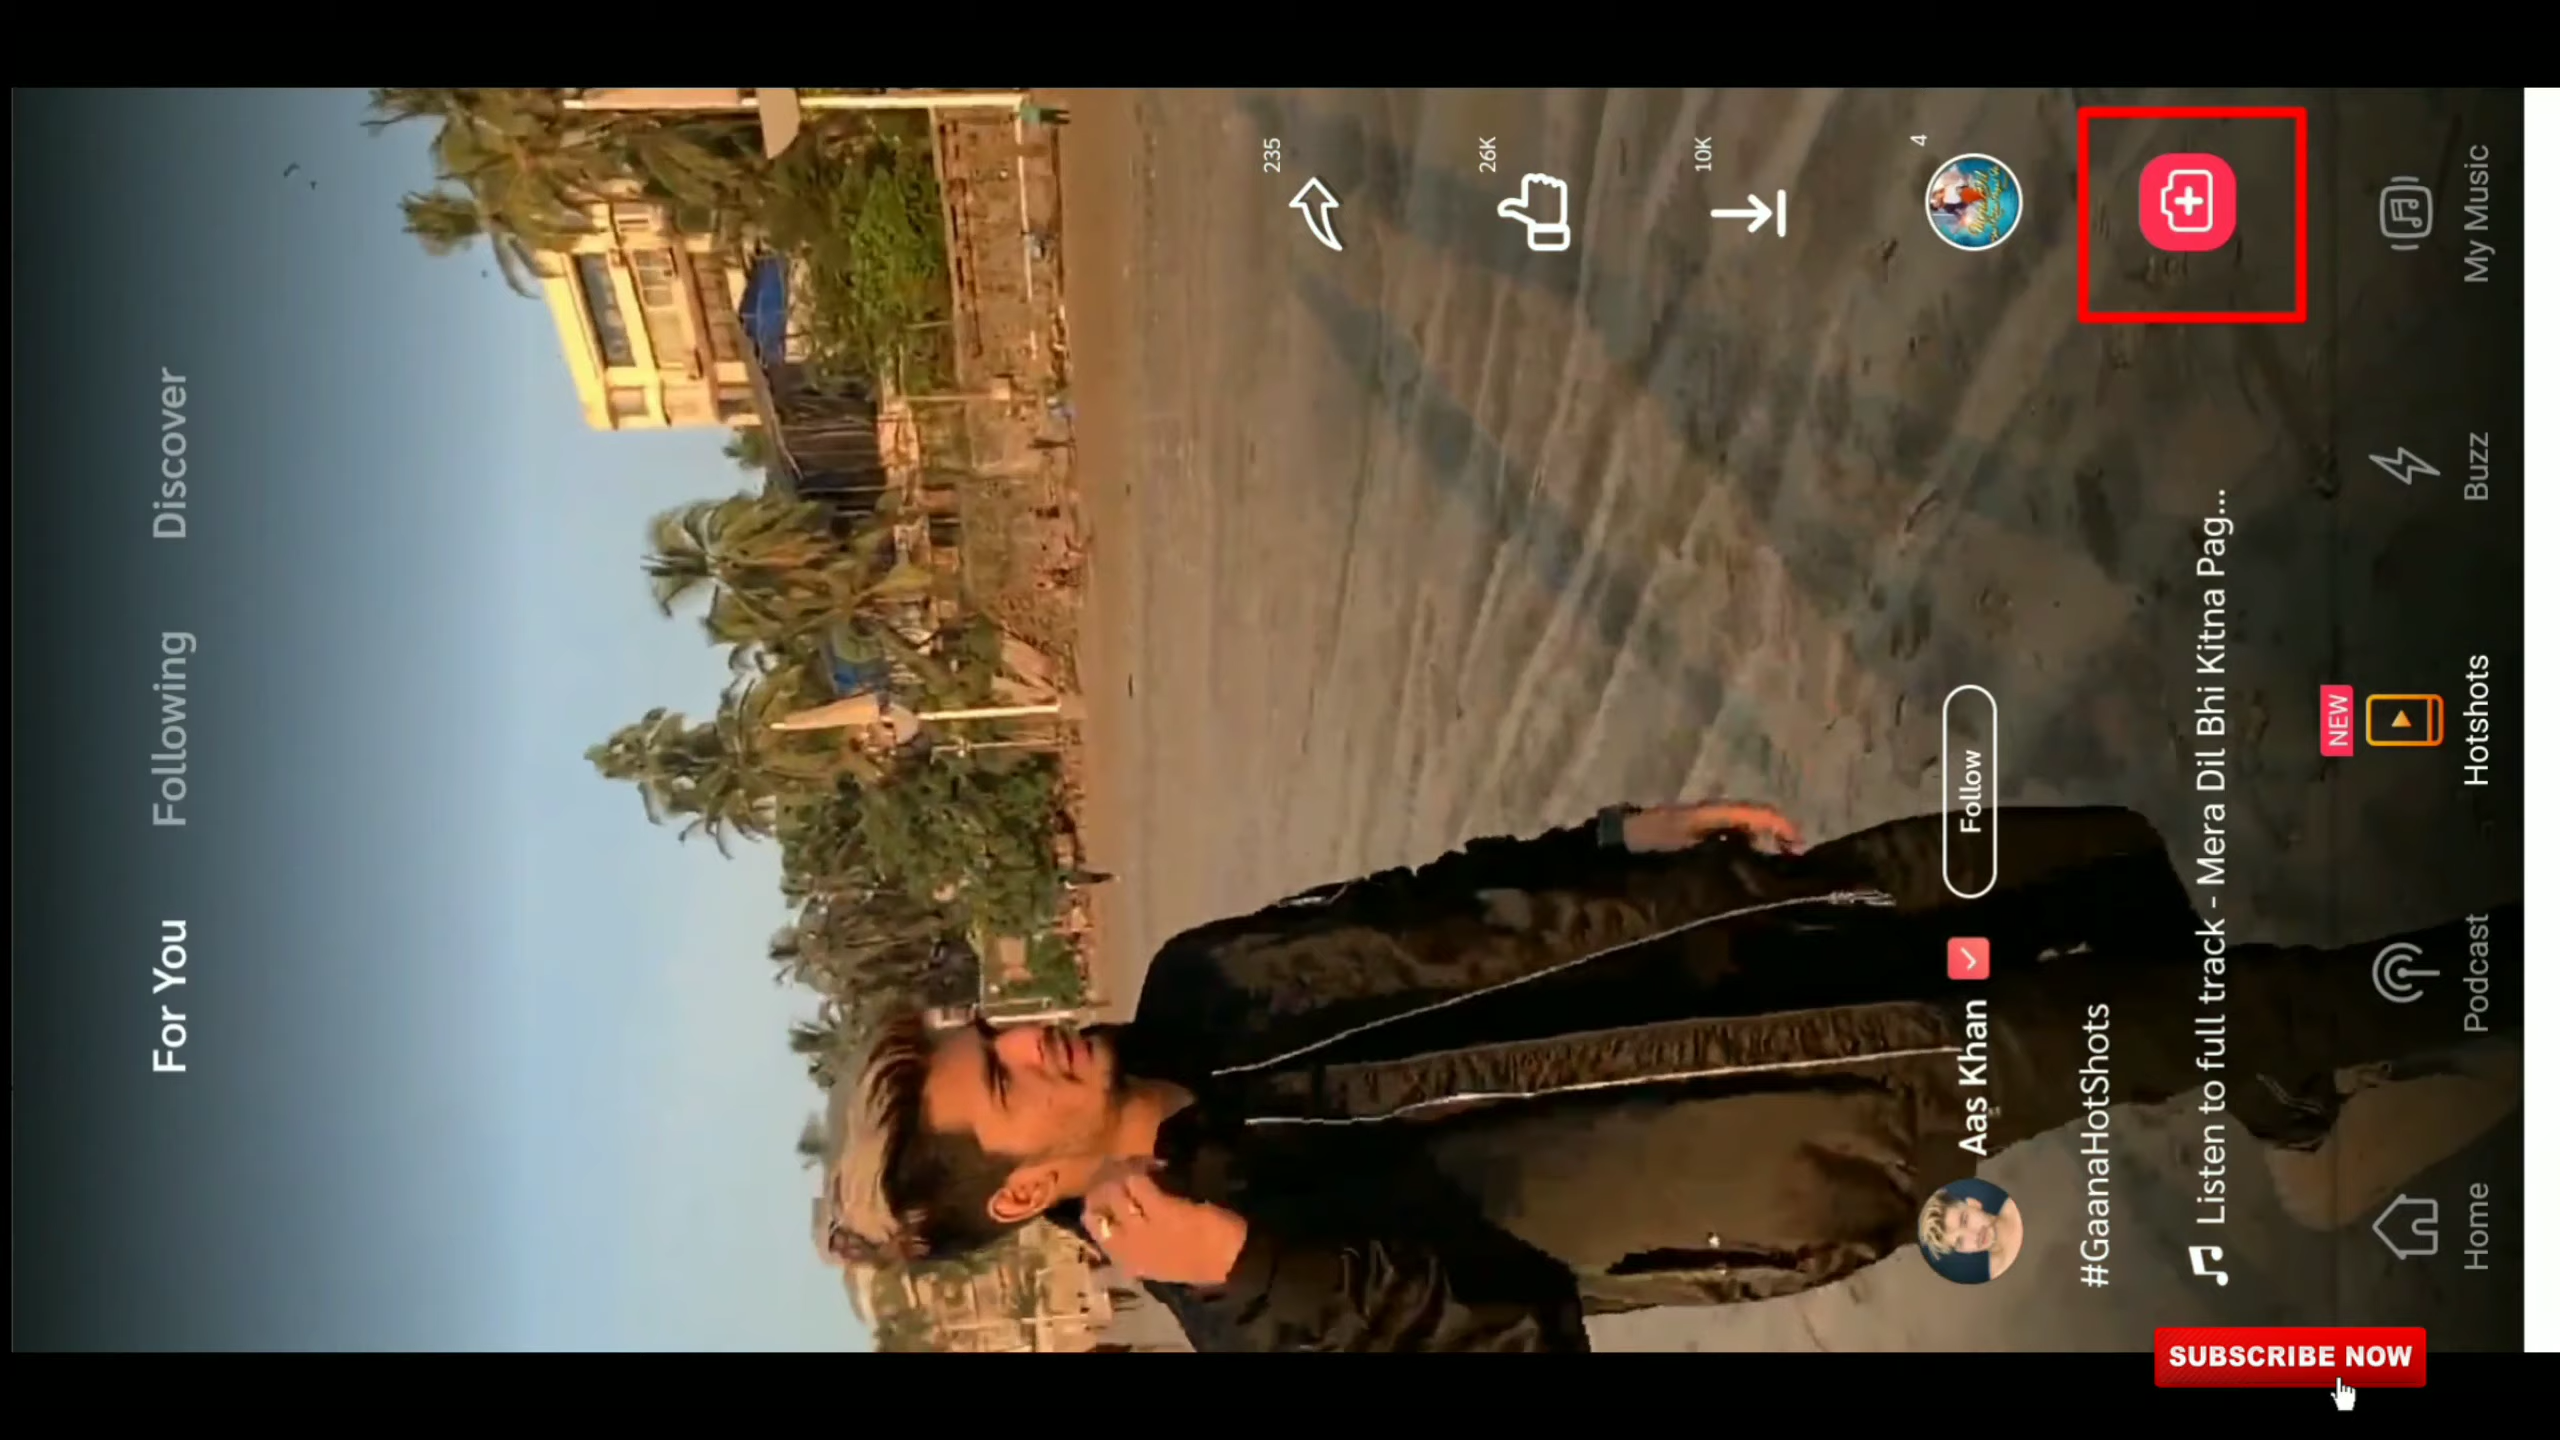 For You Following Discover
235
26K
10K
4
Aas Khan Follow
#GaanaHotShots
Listen to full track - Mera Dil Bhi Kitna Pag...
NEW
Home Podcast Hotshots Buzz My Music
SUBSCRIBE NOW